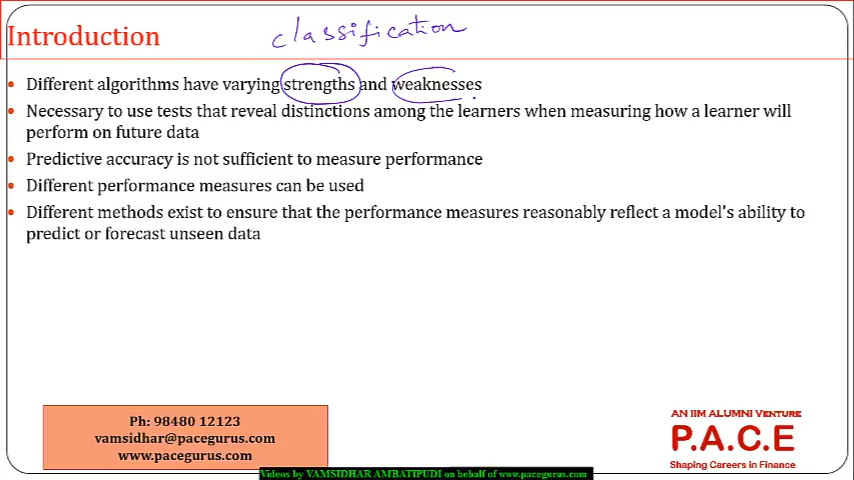 Introduction
classification
• Different algorithms have varying strengths and weaknesses
• Necessary to use tests that reveal distinctions among the learners when measuring how a learner will
perform on future data
• Predictive accuracy is not sufficient to measure performance
• Different performance measures can be used
• Different methods exist to ensure that the performance measures reasonably reflect a model's ability to
predict or forecast unseen data
Ph: 98480 12123
vamsidhar@pacegurus.com
www.pacegurus.com
AN IIM ALUMNI VENTURE
P.A.C.E
Shaping Careers in Finance
Videos by VAMSIDHAR AMBATIPUDI on behalf of www.pacegurus.com